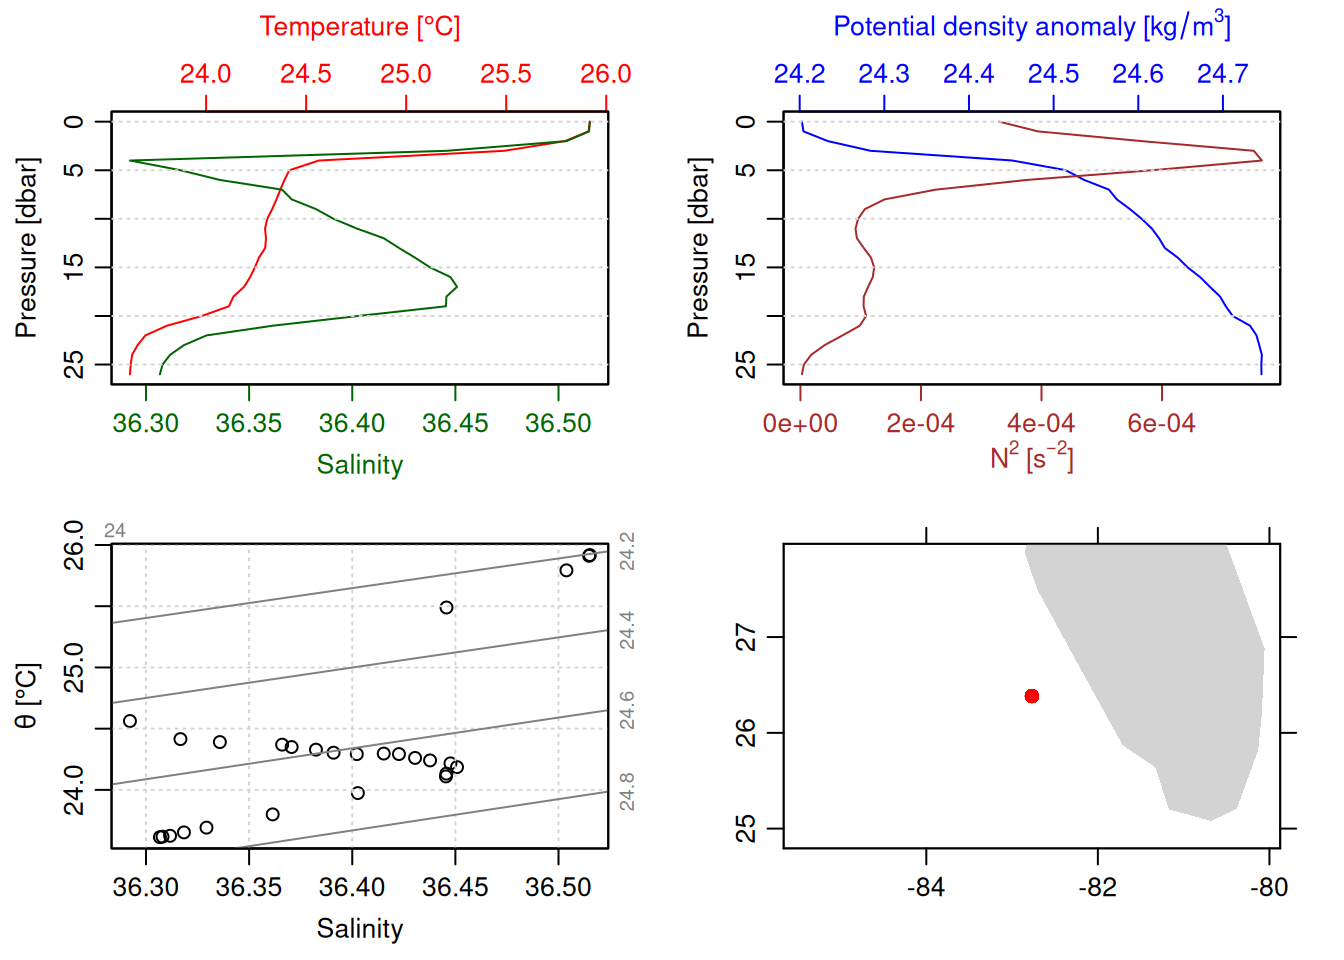 Temperature [°C]
24.0 24.5 25.0 25.5 26.0
Pressure [dbar]
0
5
15
25
36.30 36.35 36.40 36.45 36.50
Salinity
Potential density anomaly [kg/m³]
24.2 24.3 24.4 24.5 24.6 24.7
Pressure [dbar]
0
5
15
25
0e+00 2e-04 4e-04 6e-04
N² [s⁻²]
24
θ [°C]
26.0
25.0
24.0
24.2
24.4
24.6
24.8
36.30 36.35 36.40 36.45 36.50
Salinity
27
26
25
-84 -82 -80